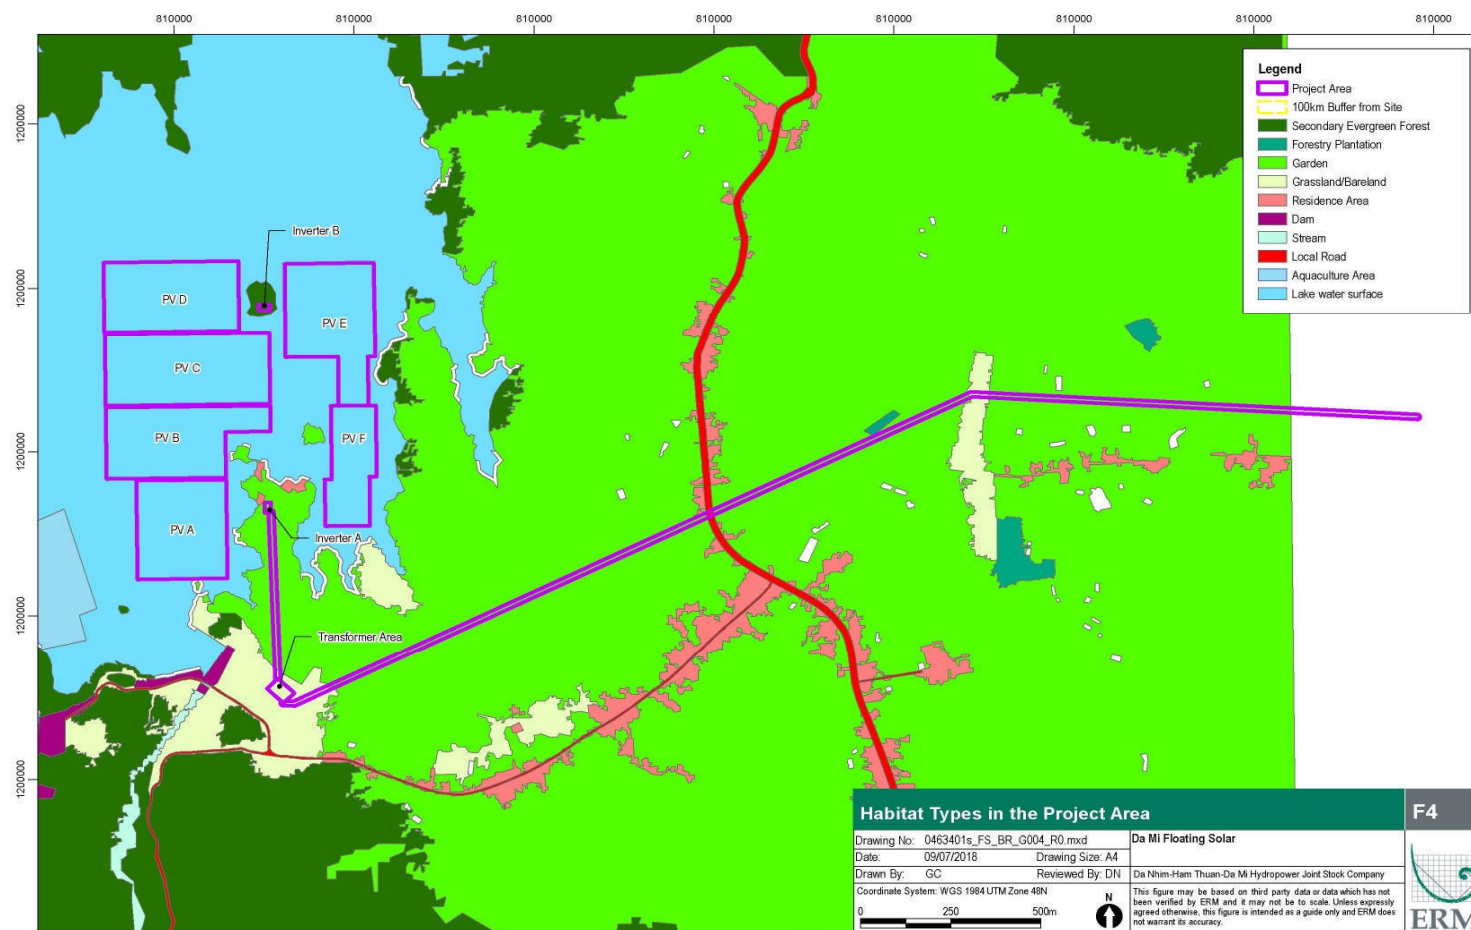 810000 810000 810000 810000 810000 810000 810000 810000
1200000
1200000
1200000
1200000
1200000
Legend
Project Area
100km Buffer from Site
Secondary Evergreen Forest
Forestry Plantation
Garden
Grassland/Bareland
Residence Area
Dam
Stream
Local Road
Aquaculture Area
Lake water surface
Inverter B
PV D
PV E
PV C
PV B
PV F
PV A
Inverter A
Transformer Area
Habitat Types in the Project Area
F4
Drawing No: 0463401s_FS_BR_G004_R0.mxd
Date: 09/07/2018 Drawing Size: A4
Drawn By: GC Reviewed By: DN
Coordinate System: WGS 1984 UTM Zone 48N
0 250 500m
N
Da Mi Floating Solar
Da Nhim-Ham Thuan-Da Mi Hydropower Joint Stock Company
This figure may be based on third party data or data which has not
been verified by ERM and it may not be to scale. Unless expressly
agreed otherwise, this figure is intended as a guide only and ERM does
not warrant its accuracy.
ERM